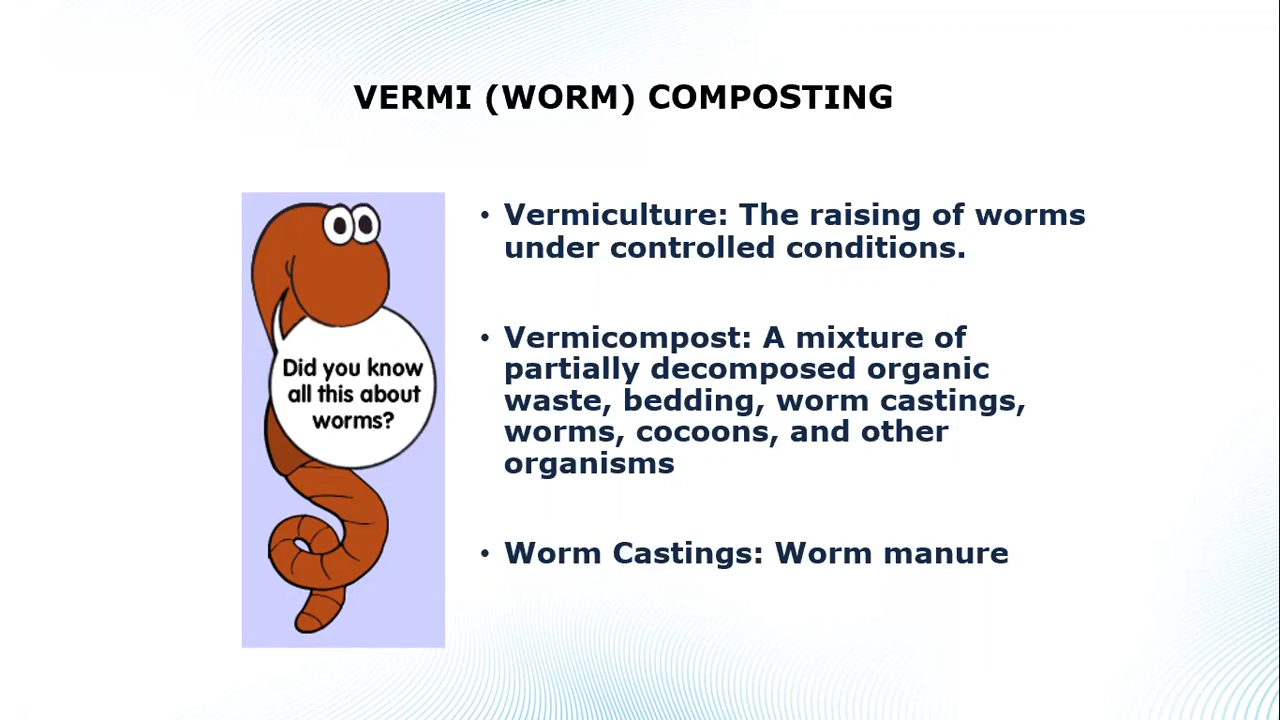 VERMI (WORM) COMPOSTING
Did you know
all this about
worms?
• Vermiculture: The raising of worms
under controlled conditions.
• Vermicompost: A mixture of
partially decomposed organic
waste, bedding, worm castings,
worms, cocoons, and other
organisms
• Worm Castings: Worm manure